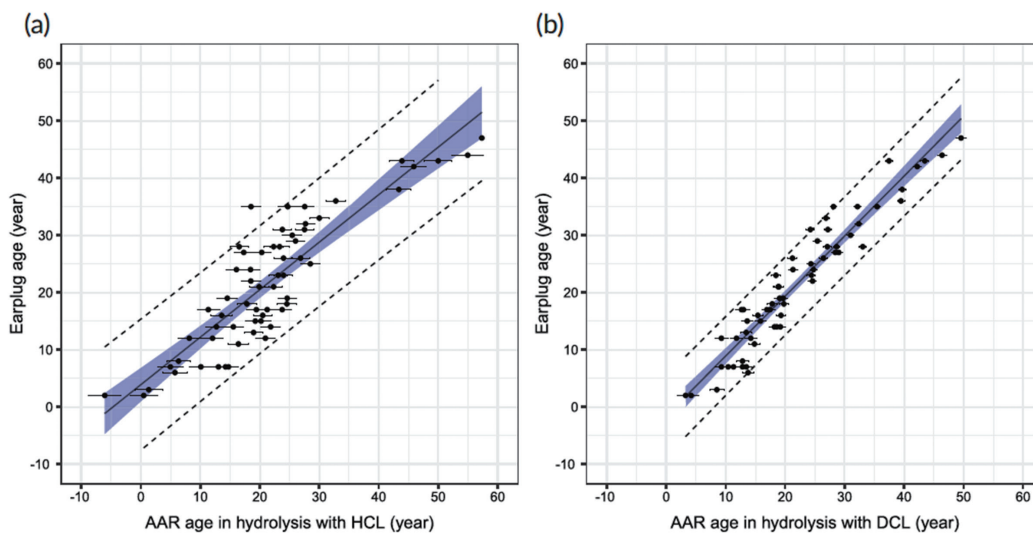 (a)
(b)
Earplug age (year)
60
50
40
30
20
10
0
-10
-10 0 10 20 30 40 50 60
AAR age in hydrolysis with HCL (year)
Earplug age (year)
60
50
40
30
20
10
0
-10
-10 0 10 20 30 40 50 60
AAR age in hydrolysis with DCL (year)